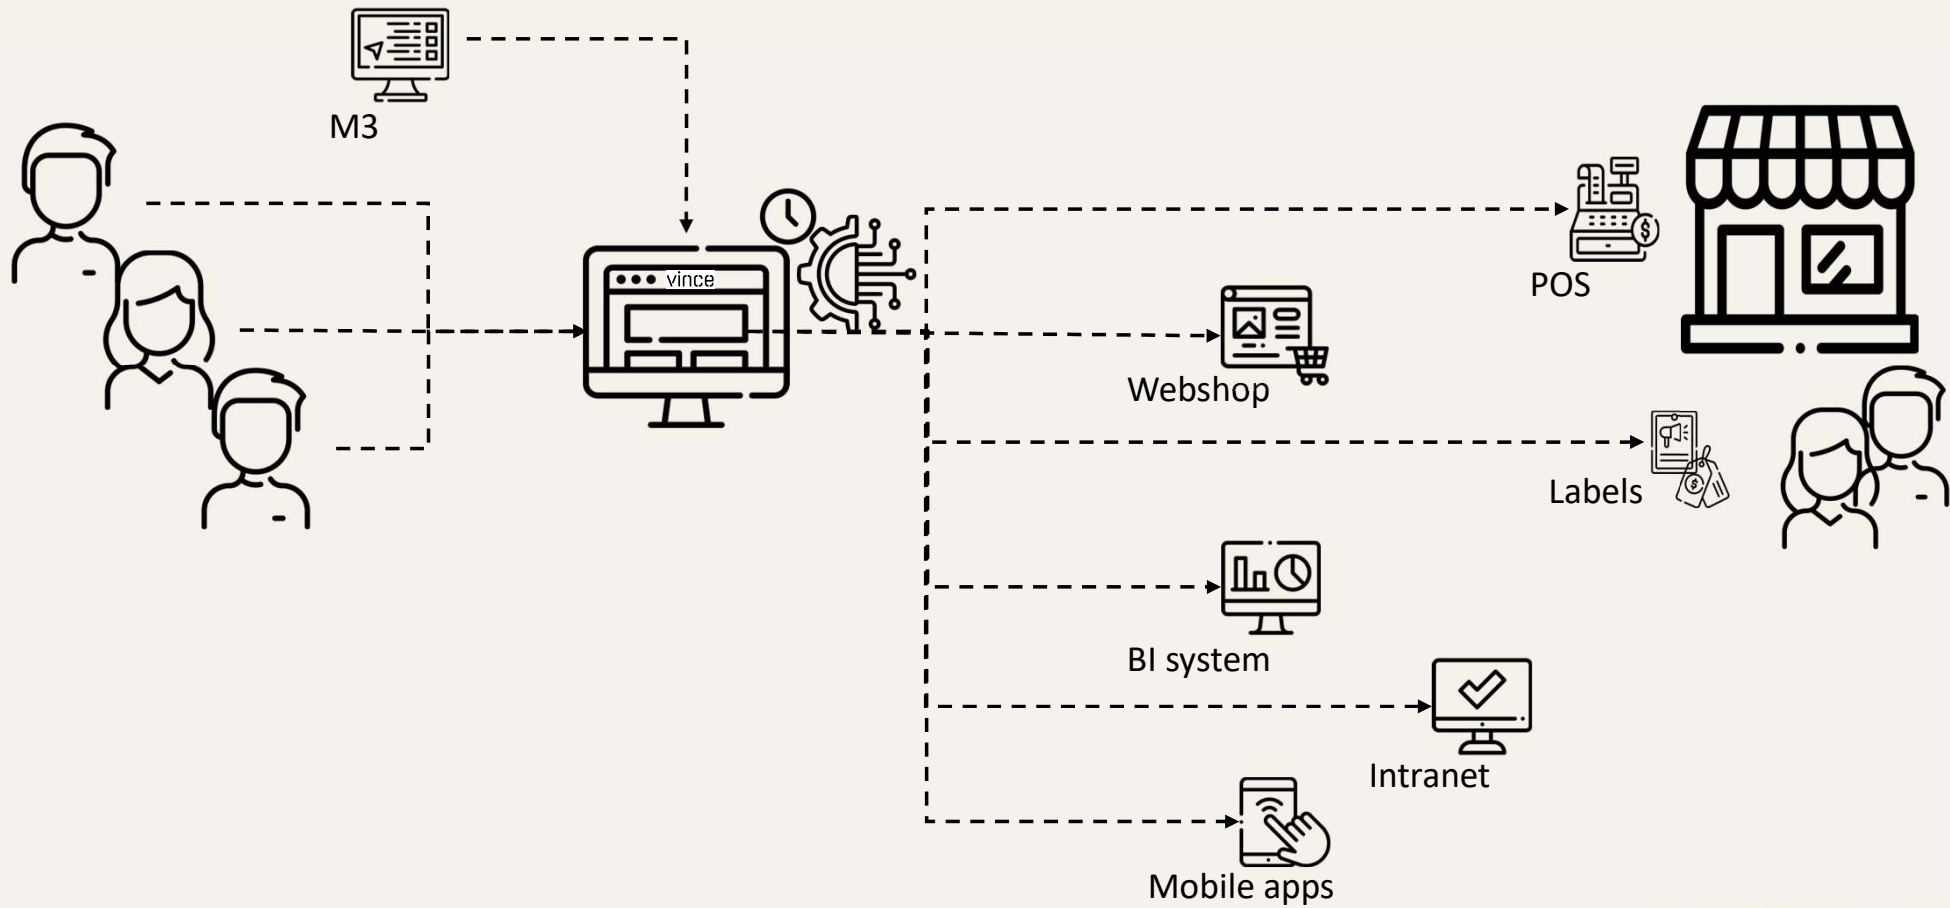 M3
vince
POS
Webshop
Labels
BI system
Intranet
Mobile apps